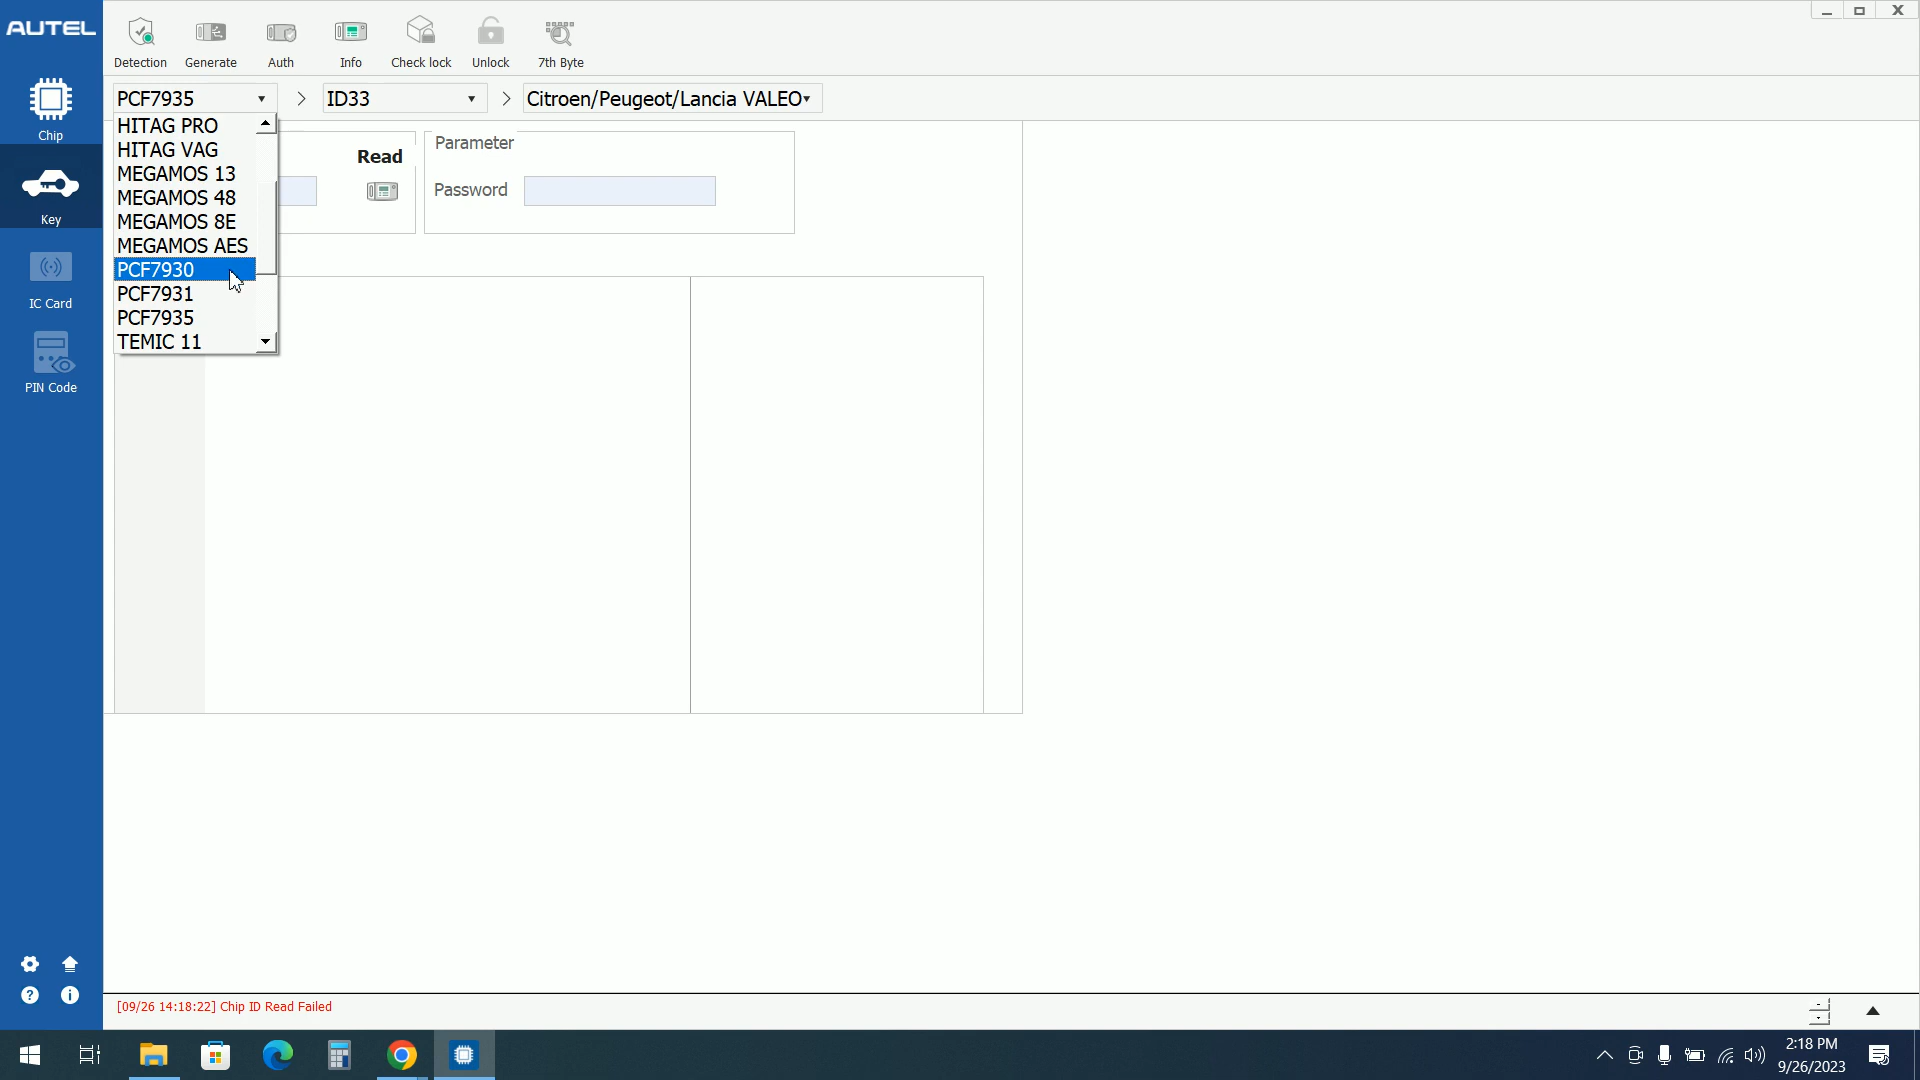 AUTEL
Detection
Generate
Auth
Info
Check lock
Unlock
7th Byte
Chip
Key
IC Card
PIN Code
PCF7935
ID33
Citroen/Peugeot/Lancia VALEO
HITAG PRO
HITAG VAG
MEGAMOS 13
MEGAMOS 48
MEGAMOS 8E
MEGAMOS AES
PCF7930
PCF7931
PCF7935
TEMIC 11
Read
Parameter
Password
[09/26 14:18:22] Chip ID Read Failed
2:18 PM
9/26/2023